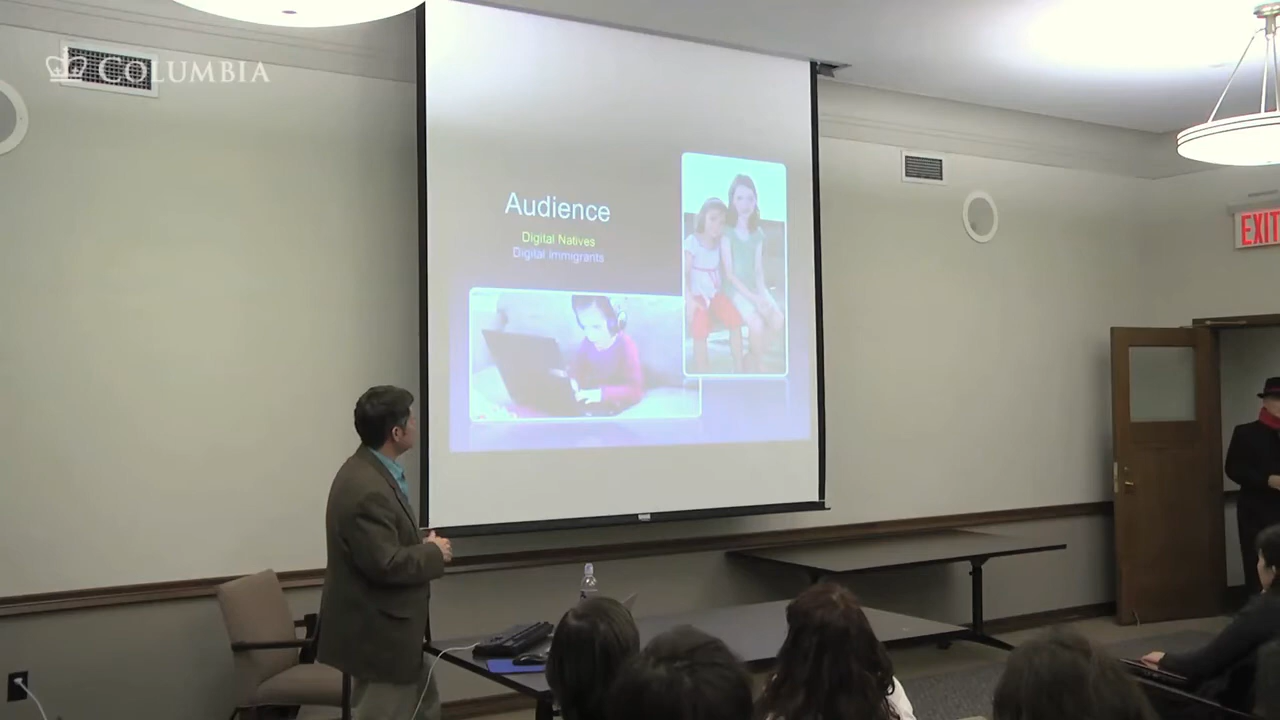 COLUMBIA
Audience
Digital Natives
Digital Immigrants
EXIT